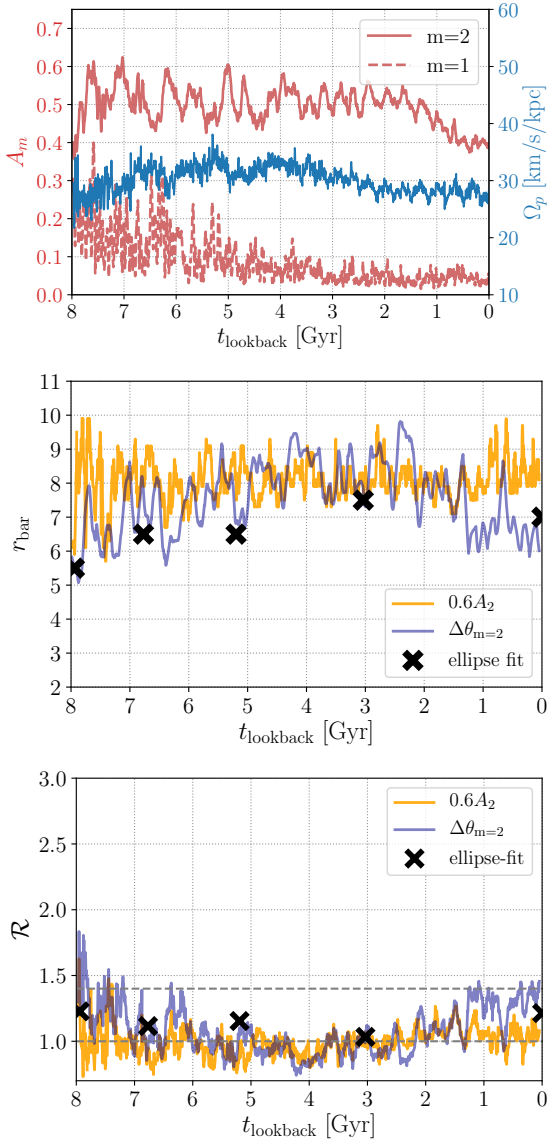 0.7
0.6
0.5
0.4
0.3
0.2
0.1
0.0
A_m
m=2
m=1
60
50
40
30
20
10
Ω_p [km/s/kpc]
8 7 6 5 4 3 2 1 0
t_lookback [Gyr]
11
10
9
8
7
6
5
4
3
2
r_bar
0.6A_2
Δθ_m=2
ellipse fit
8 7 6 5 4 3 2 1 0
t_lookback [Gyr]
3.0
2.5
2.0
1.5
1.0
ℛ
0.6A_2
Δθ_m=2
ellipse-fit
8 7 6 5 4 3 2 1 0
t_lookback [Gyr]